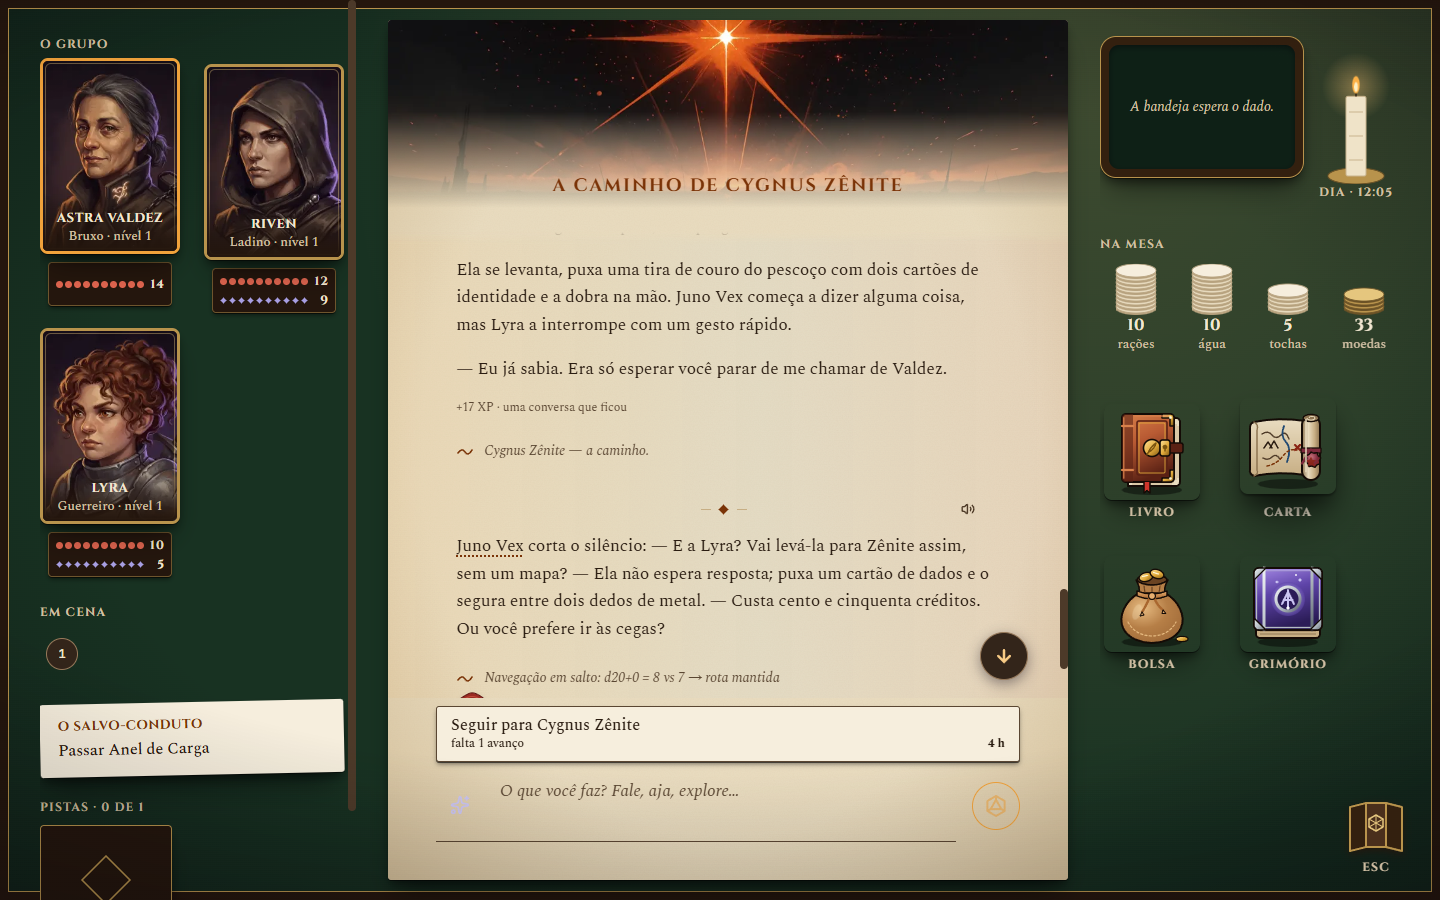 O GRUPO
ASTRA VALDEZ
Bruxo · nível 1
14
RIVEN
Ladino · nível 1
12
9
LYRA
Guerreiro · nível 1
10
5
EM CENA
1
O SALVO-CONDUTO
Passar Anel de Carga
PISTAS · 0 DE 1
A CAMINHO DE CYGNUS ZÊNITE
Ela se levanta, puxa uma tira de couro do pescoço com dois cartões de
identidade e a dobra na mão. Juno Vex começa a dizer alguma coisa,
mas Lyra a interrompe com um gesto rápido.
— Eu já sabia. Era só esperar você parar de me chamar de Valdez.
+17 XP · uma conversa que ficou
Cygnus Zênite — a caminho.
Juno Vex corta o silêncio: — E a Lyra? Vai levá-la para Zênite assim,
sem um mapa? — Ela não espera resposta; puxa um cartão de dados e o
segura entre dois dedos de metal. — Custa cento e cinquenta créditos.
Ou você prefere ir às cegas?
Navegação em salto: d20+0 = 8 vs 7 → rota mantida
Seguir para Cygnus Zênite
falta 1 avanço
4 h
O que você faz? Fale, aja, explore...
A bandeja espera o dado.
DIA · 12:05
NA MESA
10
rações
10
água
5
tochas
33
moedas
LIVRO
CARTA
BOLSA
GRIMÓRIO
ESC